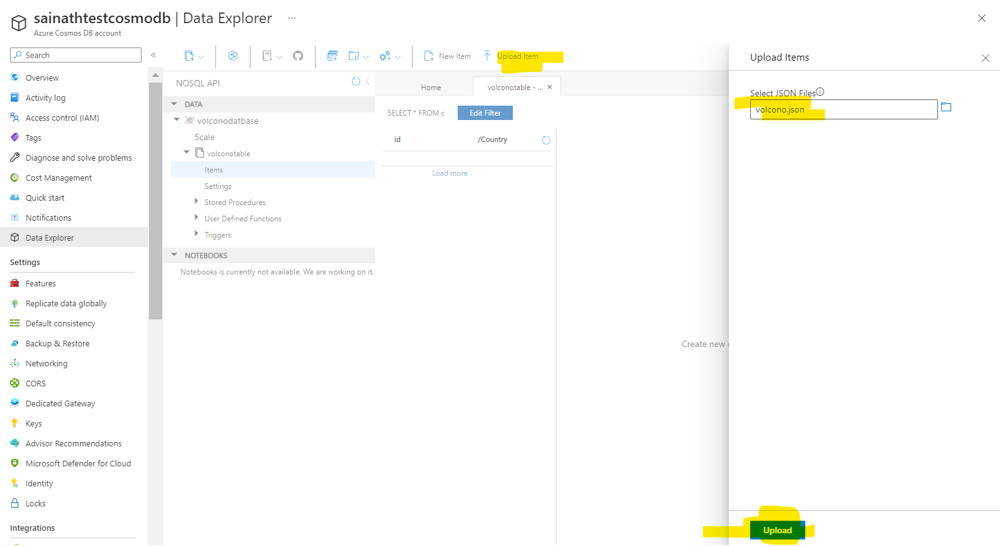 sainathtestcosmodb | Data Explorer ...
Azure Cosmos DB account
Search
«
Overview
Activity log
Access control (IAM)
Tags
Diagnose and solve problems
Cost Management
Quick start
Notifications
Data Explorer
Settings
Features
Replicate data globally
Default consistency
Backup & Restore
Networking
CORS
Dedicated Gateway
Keys
Advisor Recommendations
Microsoft Defender for Cloud
Identity
Locks
Integrations
New Item
Upload Item
NOSQL API
DATA
volconodatbase
Scale
volconotable
Items
Settings
Stored Procedures
User Defined Functions
Triggers
NOTEBOOKS
Notebooks is currently not available. We are working on it.
Home
volconotable - ...
SELECT * FROM c
Edit Filter
id /Country
Load more
Create new
Upload Items
Select JSON Files
volcono.json
Upload